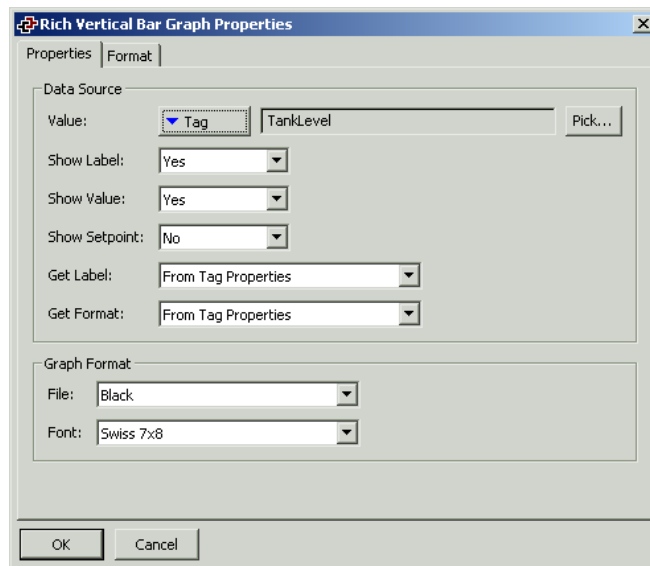 Rich Vertical Bar Graph Properties
Properties Format
Data Source
Value: Tag TankLevel Pick...
Show Label: Yes
Show Value: Yes
Show Setpoint: No
Get Label: From Tag Properties
Get Format: From Tag Properties
Graph Format
File: Black
Font: Swiss 7x8
OK Cancel